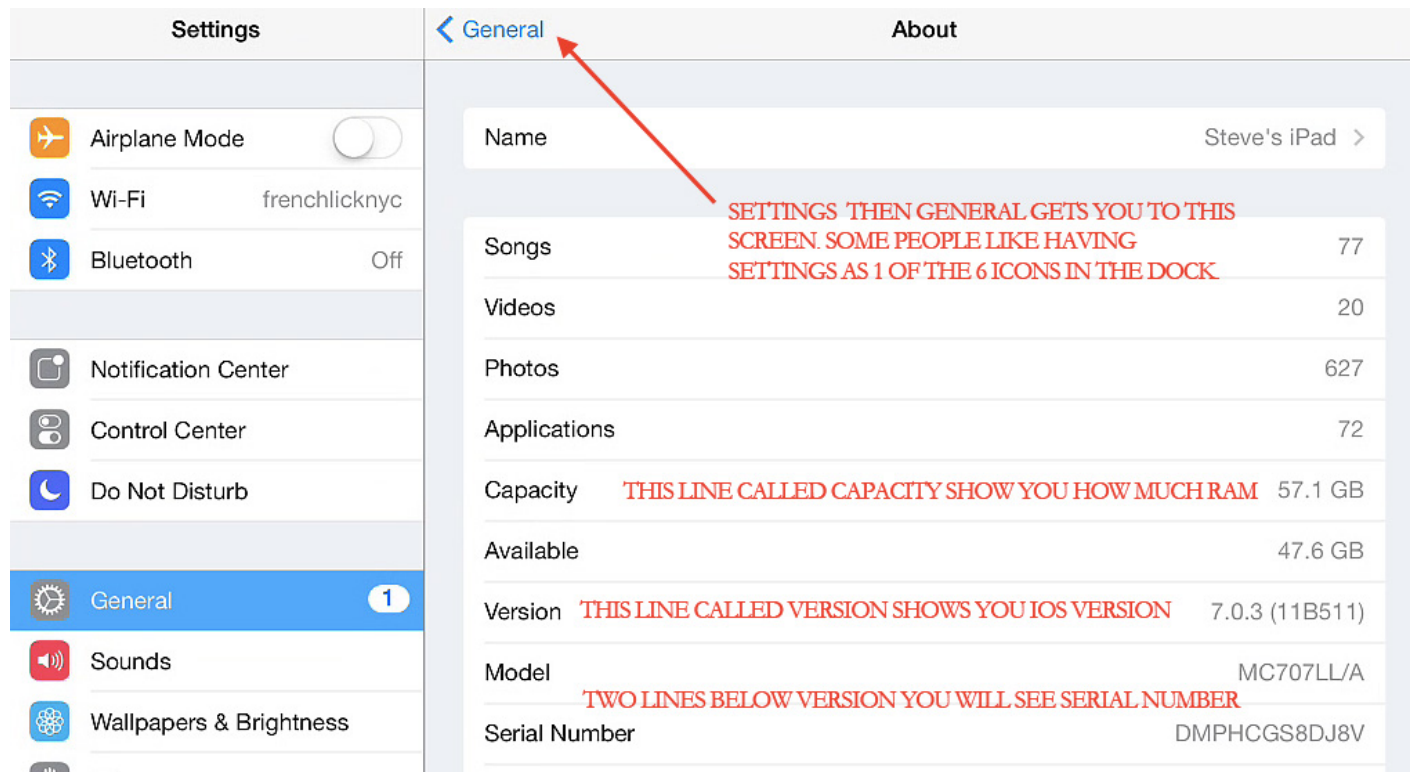 Settings
General
About
Airplane Mode
Wi-Fi frenchlicknyc
Bluetooth Off
Notification Center
Control Center
Do Not Disturb
General 1
Sounds
Wallpapers & Brightness
Name Steve's iPad
SETTINGS THEN GENERAL GETS YOU TO THIS
SCREEN. SOME PEOPLE LIKE HAVING
SETTINGS AS 1 OF THE 6 ICONS IN THE DOCK.
Songs 77
Videos 20
Photos 627
Applications 72
Capacity THIS LINE CALLED CAPACITY SHOW YOU HOW MUCH RAM 57.1 GB
Available 47.6 GB
Version THIS LINE CALLED VERSION SHOWS YOU IOS VERSION 7.0.3 (11B511)
Model MC707LL/A
TWO LINES BELOW VERSION YOU WILL SEE SERIAL NUMBER
Serial Number DMPHCGS8DJ8V